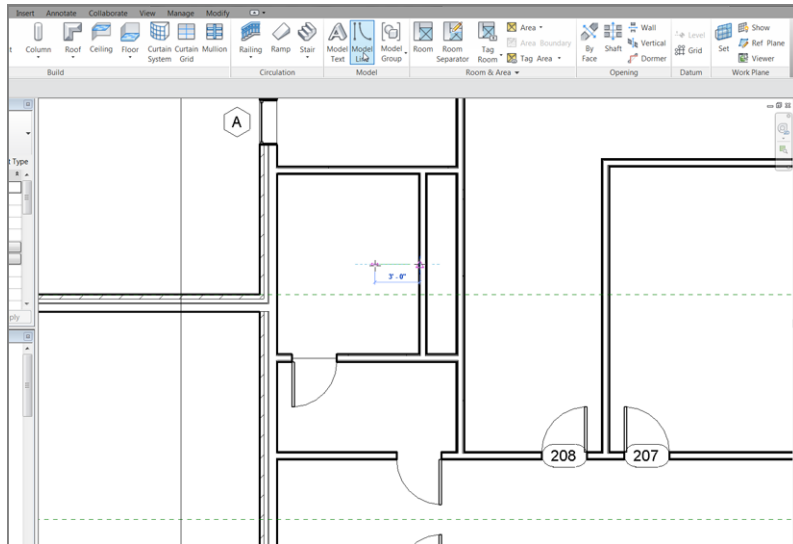 Insert Annotate Collaborate View Manage Modify
Column Roof Ceiling Floor Curtain System Curtain Grid Mullion Railing Ramp Stair Model Text Model Line Model Group Room Room Separator Tag Room Area Area Boundary Tag Area By Face Shaft Wall Vertical Dormer Level Grid Set Show Ref Plane Viewer
Build Circulation Model Room & Area Opening Datum Work Plane
A
t Type
3' - 0"
ply
208 207